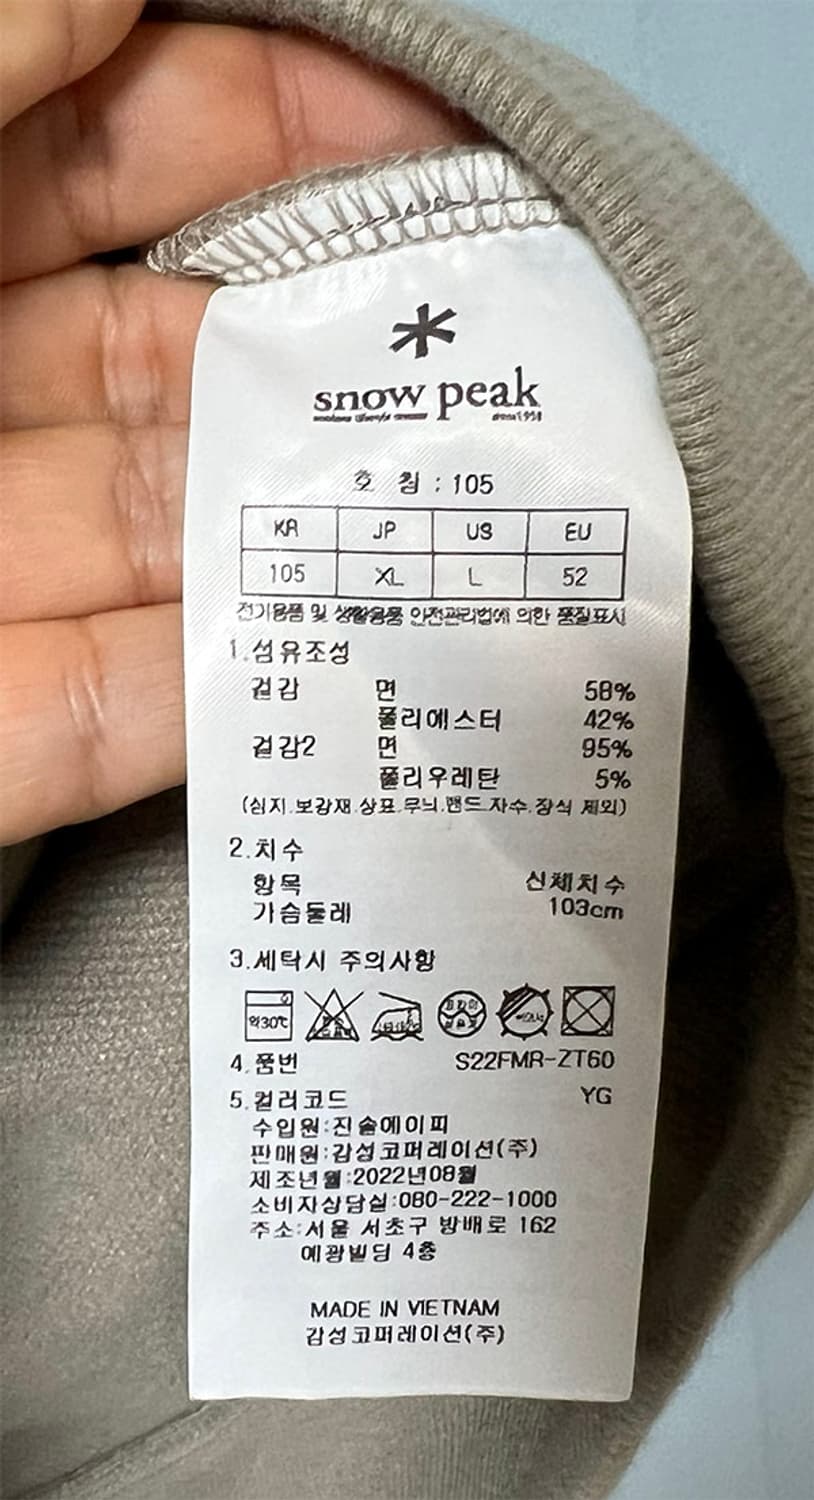 snow peak
호 칭 : 105
KR JP US EU
105 XL L 52
전기용품 및 생활용품 안전관리법에 의한 품질표시
1.섬유조성
겉감 면 58%
폴리에스터 42%
겉감2 면 95%
폴리우레탄 5%
(심지.보강재.상표.무늬.밴드.자수.장식 제외)
2.치수
항목 신체치수
가슴둘레 103cm
3.세탁시 주의사항
약30℃
4.품번 S22FMR-ZT60
5.컬러코드 YG
수입원:진솔에이피
판매원:감성코퍼레이션(주)
제조년월:2022년08월
소비자상담실:080-222-1000
주소:서울 서초구 방배로 162
예광빌딩 4층
MADE IN VIETNAM
감성코퍼레이션(주)